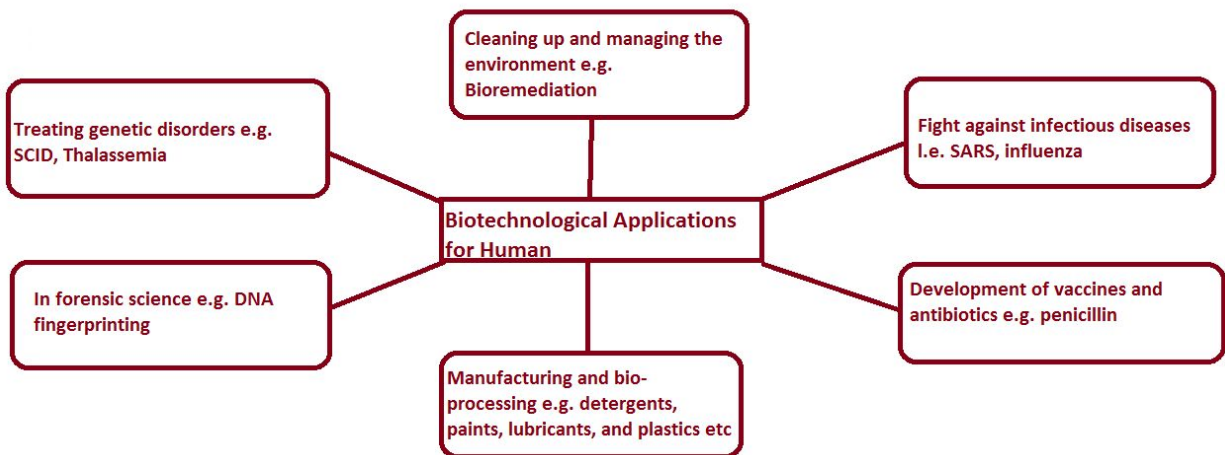 Cleaning up and managing the
environment e.g.
Bioremediation
Treating genetic disorders e.g.
SCID, Thalassemia
Fight against infectious diseases
I.e. SARS, influenza
Biotechnological Applications
for Human
In forensic science e.g. DNA
fingerprinting
Development of vaccines and
antibiotics e.g. penicillin
Manufacturing and bio-
processing e.g. detergents,
paints, lubricants, and plastics etc